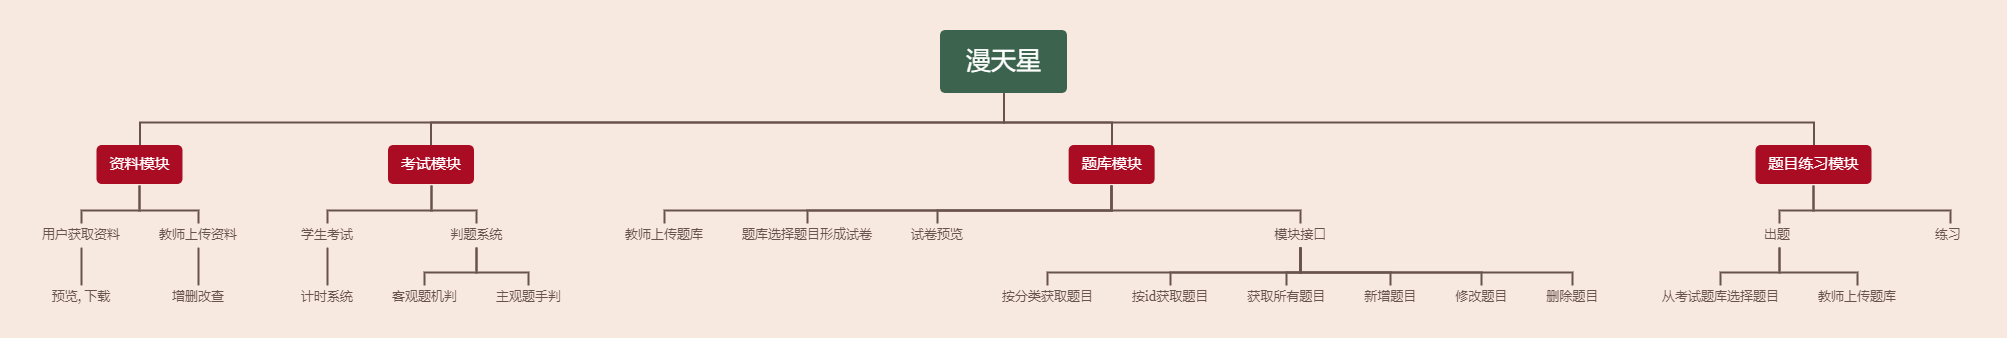 漫天星
资料模块
考试模块
题库模块
题目练习模块
用户获取资料
教师上传资料
学生考试
判题系统
教师上传题库
题库选择题目形成试卷
试卷预览
模块接口
出题
练习
预览, 下载
增删改查
计时系统
客观题机判
主观题手判
按分类获取题目
按id获取题目
获取所有题目
新增题目
修改题目
删除题目
从考试题库选择题目
教师上传题库